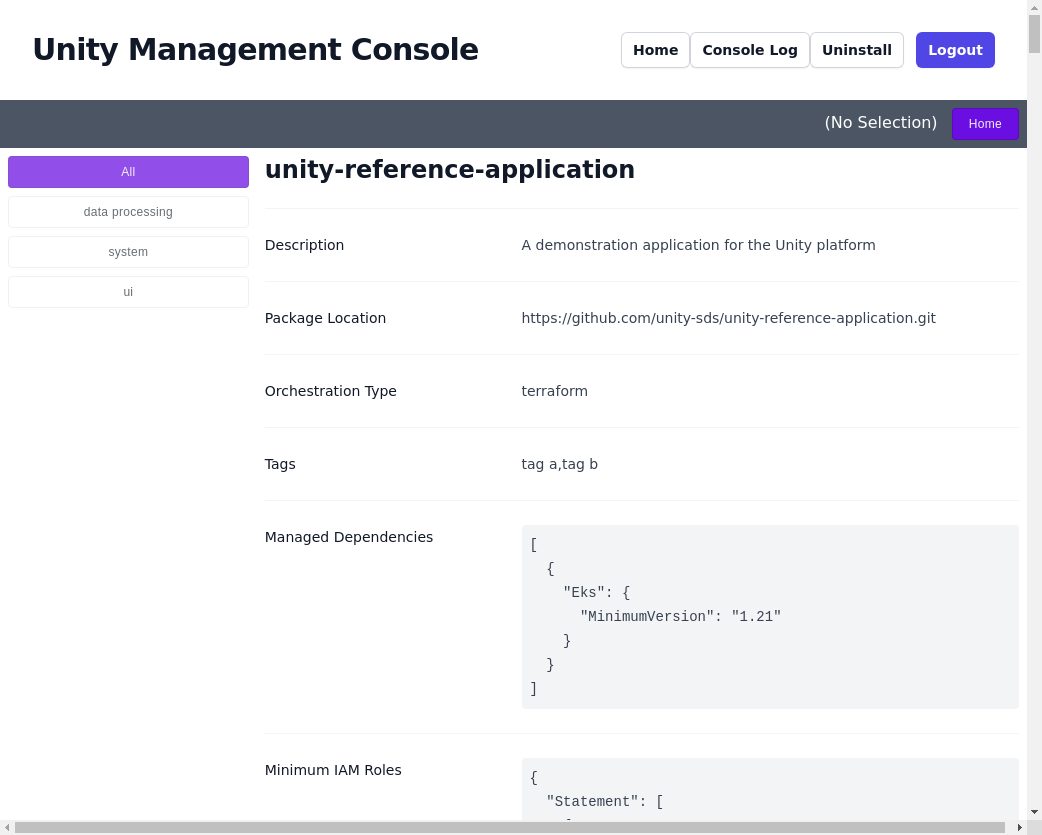 Unity Management Console
Home Console Log Uninstall Logout
(No Selection) Home
All
data processing
system
ui
unity-reference-application
Description A demonstration application for the Unity platform
Package Location https://github.com/unity-sds/unity-reference-application.git
Orchestration Type terraform
Tags tag a,tag b
Managed Dependencies
[
  {
    "Eks": {
      "MinimumVersion": "1.21"
    }
  }
]
Minimum IAM Roles
{
  "Statement": [